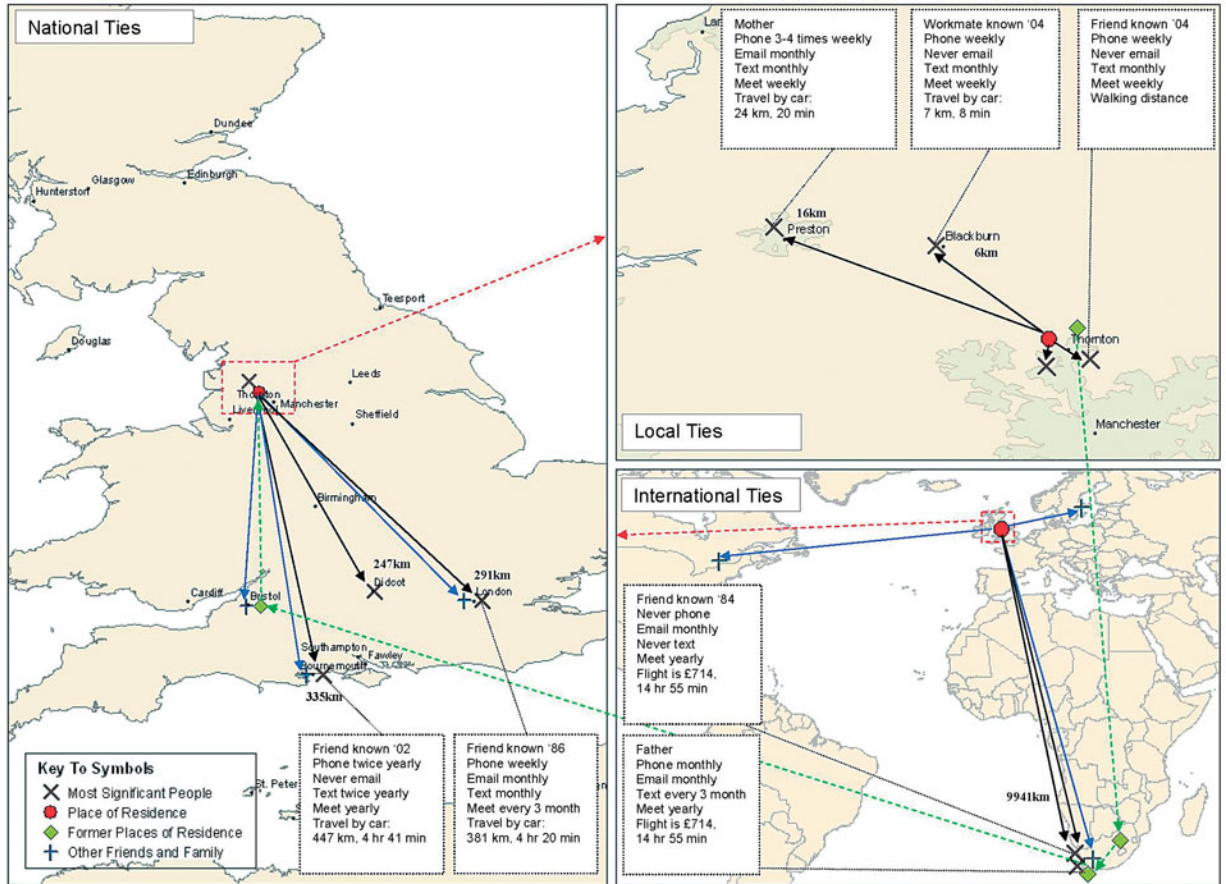 National Ties
Dundee
Glasgow
Edinburgh
Hunterston
Teesport
Douglas
Leeds
Thornton
Manchester
Liverpool
Sheffield
Birmingham
247km
Didcot
291km
London
Cardiff
Bristol
Southampton
Fawley
Bournemouth
335km
St. Peter
Key To Symbols
Most Significant People
Place of Residence
Former Places of Residence
Other Friends and Family
Friend known ‘02
Phone twice yearly
Never email
Text twice yearly
Meet yearly
Travel by car:
447 km, 4 hr 41 min
Friend known ‘86
Phone weekly
Email monthly
Text monthly
Meet every 3 month
Travel by car:
381 km, 4 hr 20 min
Lan
Mother
Phone 3-4 times weekly
Email monthly
Text monthly
Meet weekly
Travel by car:
24 km, 20 min
Workmate known ‘04
Phone weekly
Never email
Text monthly
Meet weekly
Travel by car:
7 km, 8 min
Friend known ‘04
Phone weekly
Never email
Text monthly
Meet weekly
Walking distance
16km
Preston
Blackburn
6km
Thornton
Manchester
Local Ties
International Ties
Friend known ‘84
Never phone
Email monthly
Never text
Meet yearly
Flight is £714,
14 hr 55 min
Father
Phone monthly
Email monthly
Text every 3 month
Meet yearly
Flight is £714,
14 hr 55 min
9941km